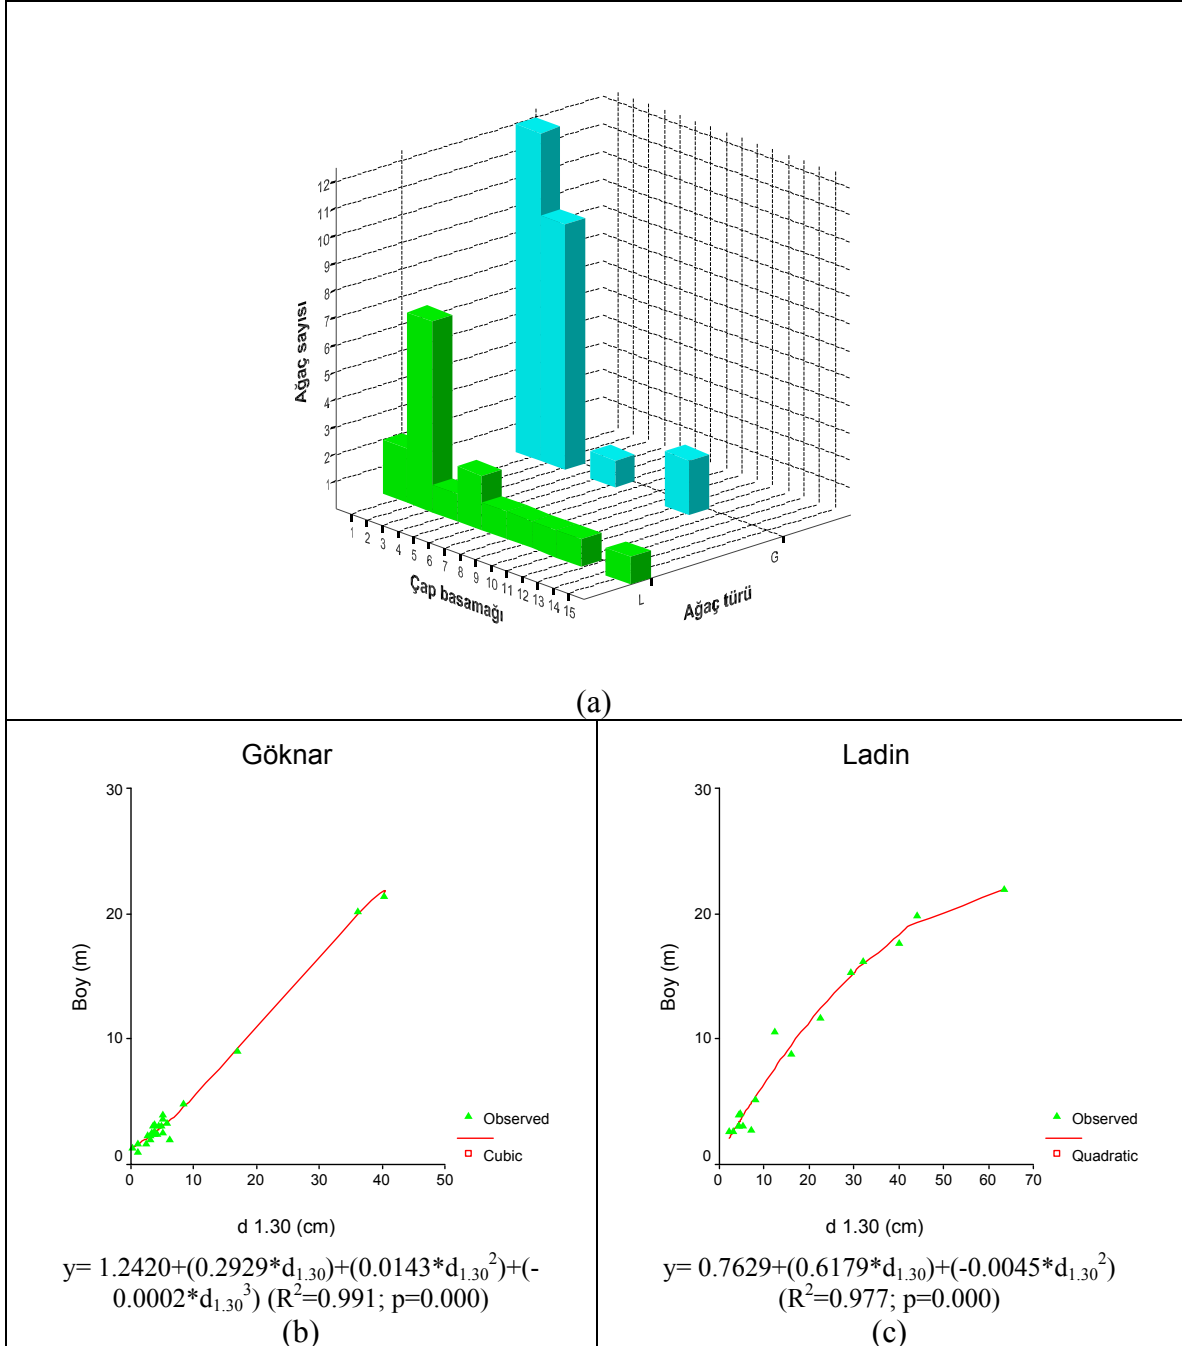 12
11
10
9
8
7
6
5
4
3
2
1
Ağaç sayısı
1 2 3 4 5 6 7 8 9 10 11 12 13 14 15
Çap basamağı
L
G
Ağaç türü
(a)
Göknar
30
20
10
0
Boy (m)
0 10 20 30 40 50
d 1.30 (cm)
Observed
Cubic
y= 1.2420+(0.2929*d1.30)+(0.0143*d1.30²)+(-
0.0002*d1.30³) (R²=0.991; p=0.000)
(b)
Ladin
30
20
10
0
Boy (m)
0 10 20 30 40 50 60 70
d 1.30 (cm)
Observed
Quadratic
y= 0.7629+(0.6179*d1.30)+(-0.0045*d1.30²)
(R²=0.977; p=0.000)
(c)